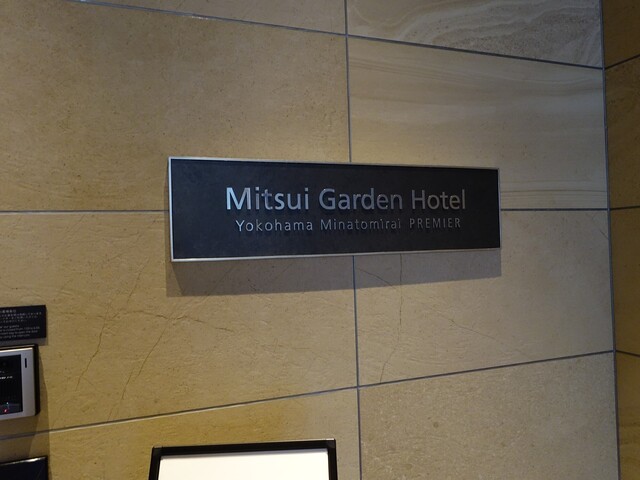 Mitsui Garden Hotel
Yokohama Minatomirai PREMIER